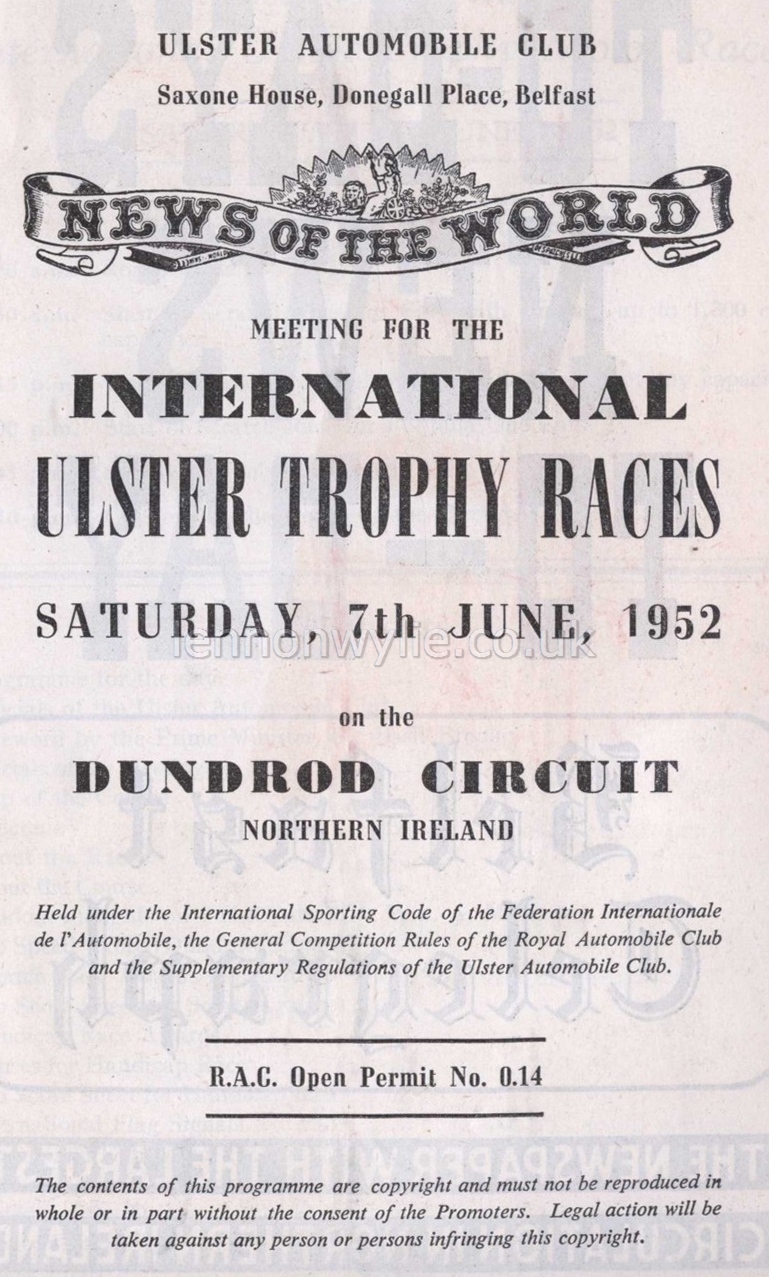 ULSTER AUTOMOBILE CLUB
Saxone House, Donegall Place, Belfast
NEWS OF THE WORLD
MEETING FOR THE
INTERNATIONAL
ULSTER TROPHY RACES
SATURDAY, 7th JUNE, 1952
lennonwylie.co.uk
on the
DUNDROD CIRCUIT
NORTHERN IRELAND
Held under the International Sporting Code of the Federation Internationale
de l'Automobile, the General Competition Rules of the Royal Automobile Club
and the Supplementary Regulations of the Ulster Automobile Club.
R.A.C. Open Permit No. 0.14
The contents of this programme are copyright and must not be reproduced in
whole or in part without the consent of the Promoters. Legal action will be
taken against any person or persons infringing this copyright.